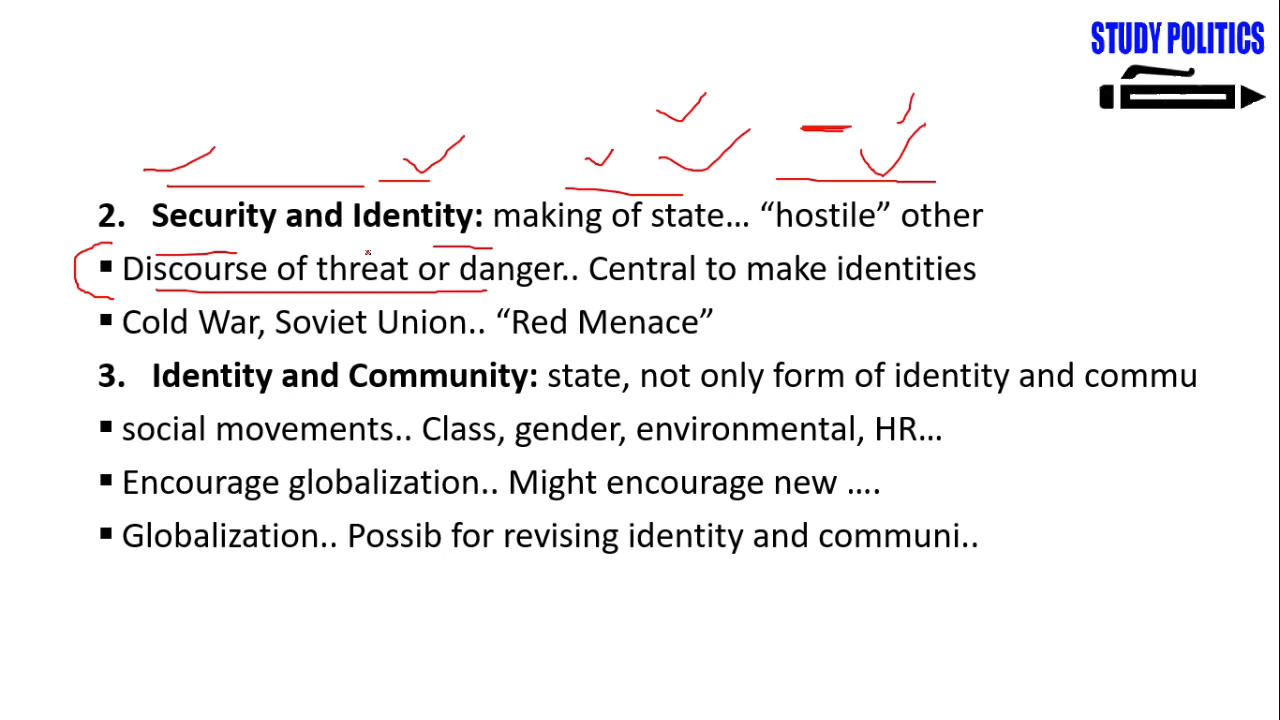 STUDY POLITICS
2. Security and Identity: making of state… “hostile” other
▪ Discourse of threat or danger.. Central to make identities
▪ Cold War, Soviet Union.. “Red Menace”
3. Identity and Community: state, not only form of identity and commu
▪ social movements.. Class, gender, environmental, HR…
▪ Encourage globalization.. Might encourage new ….
▪ Globalization.. Possib for revising identity and communi..